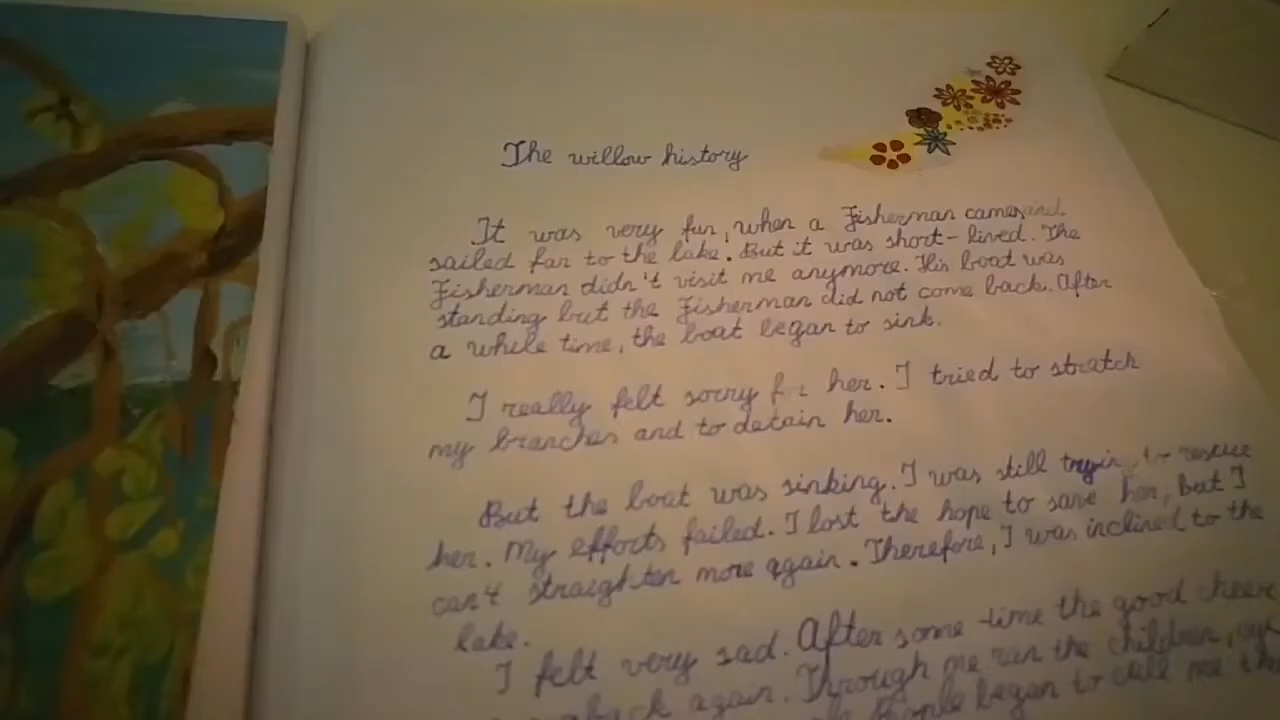 The willow history
It was very fun, when a Fisherman came and
sailed far to the lake. But it was short-lived. The
Fisherman didn't visit me anymore. His boat was
standing but the Fisherman did not come back. After
a while time, the boat began to sink.
I really felt sorry for her. I tried to stretch
my branches and to detain her.
But the boat was sinking. I was still trying to rescue
her. My efforts failed. I lost the hope to save her, but I
can't straighten more again. Therefore, I was inclined to the
lake.
I felt very sad. After some time the good cheer
back again. Through me ran the children,
People began to call me the